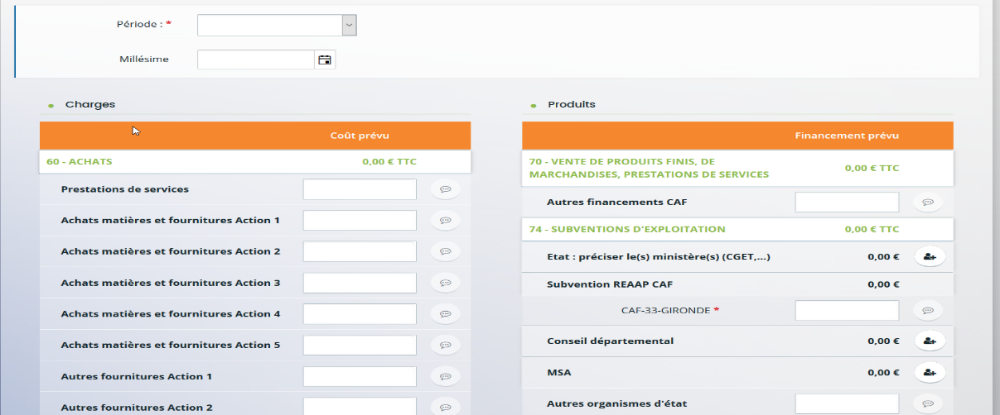 Période : *
Millésime
Charges
Coût prévu
60 - ACHATS 0,00 € TTC
Prestations de services
Achats matières et fournitures Action 1
Achats matières et fournitures Action 2
Achats matières et fournitures Action 3
Achats matières et fournitures Action 4
Achats matières et fournitures Action 5
Autres fournitures Action 1
Autres fournitures Action 2
Produits
Financement prévu
70 - VENTE DE PRODUITS FINIS, DE
MARCHANDISES, PRESTATIONS DE SERVICES 0,00 € TTC
Autres financements CAF
74 - SUBVENTIONS D'EXPLOITATION 0,00 € TTC
Etat : préciser le(s) ministère(s) (CGET,...) 0,00 €
Subvention REAAP CAF 0,00 €
CAF-33-GIRONDE *
Conseil départemental 0,00 €
MSA 0,00 €
Autres organismes d'état